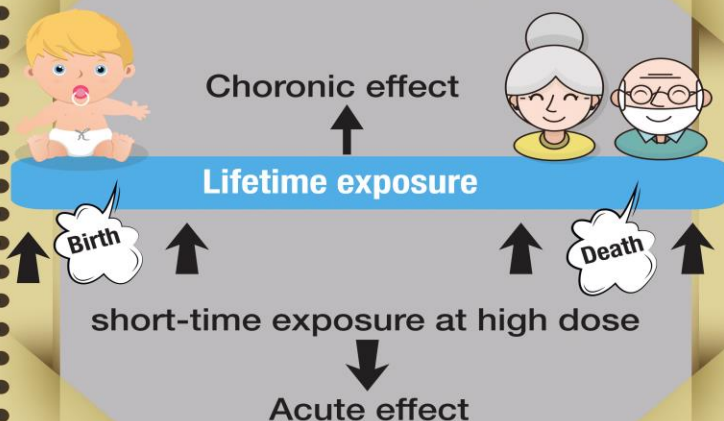 Choronic effect
Lifetime exposure
Birth
Death
short-time exposure at high dose
Acute effect